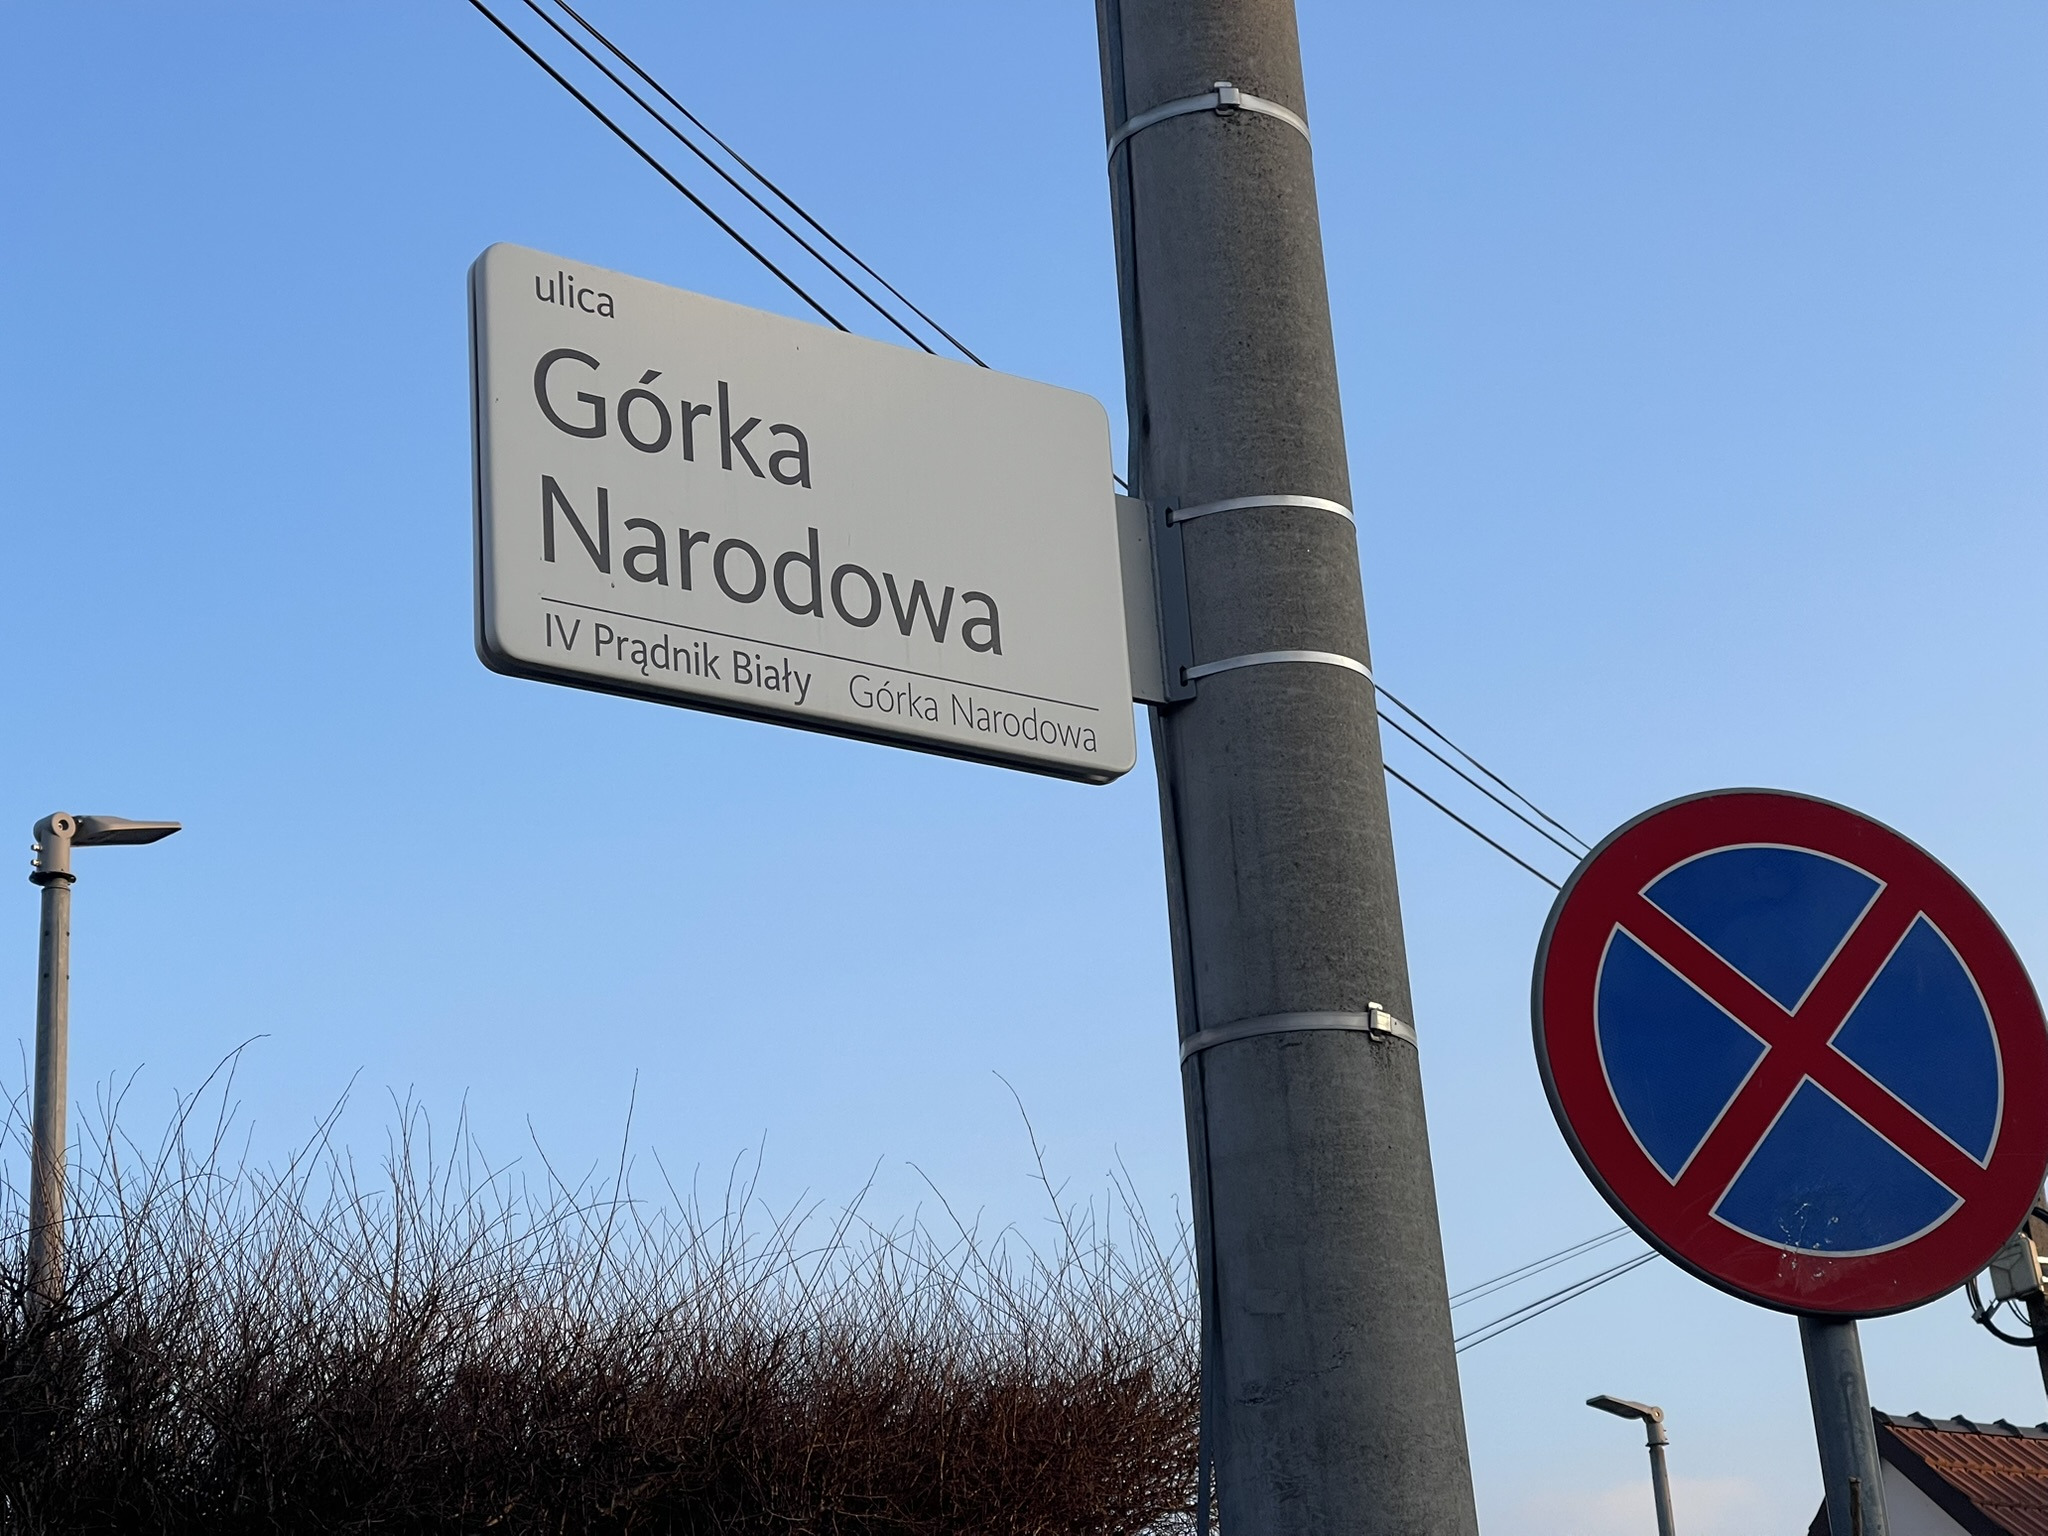 ulica
Górka
Narodowa
IV Prądnik Biały Górka Narodowa